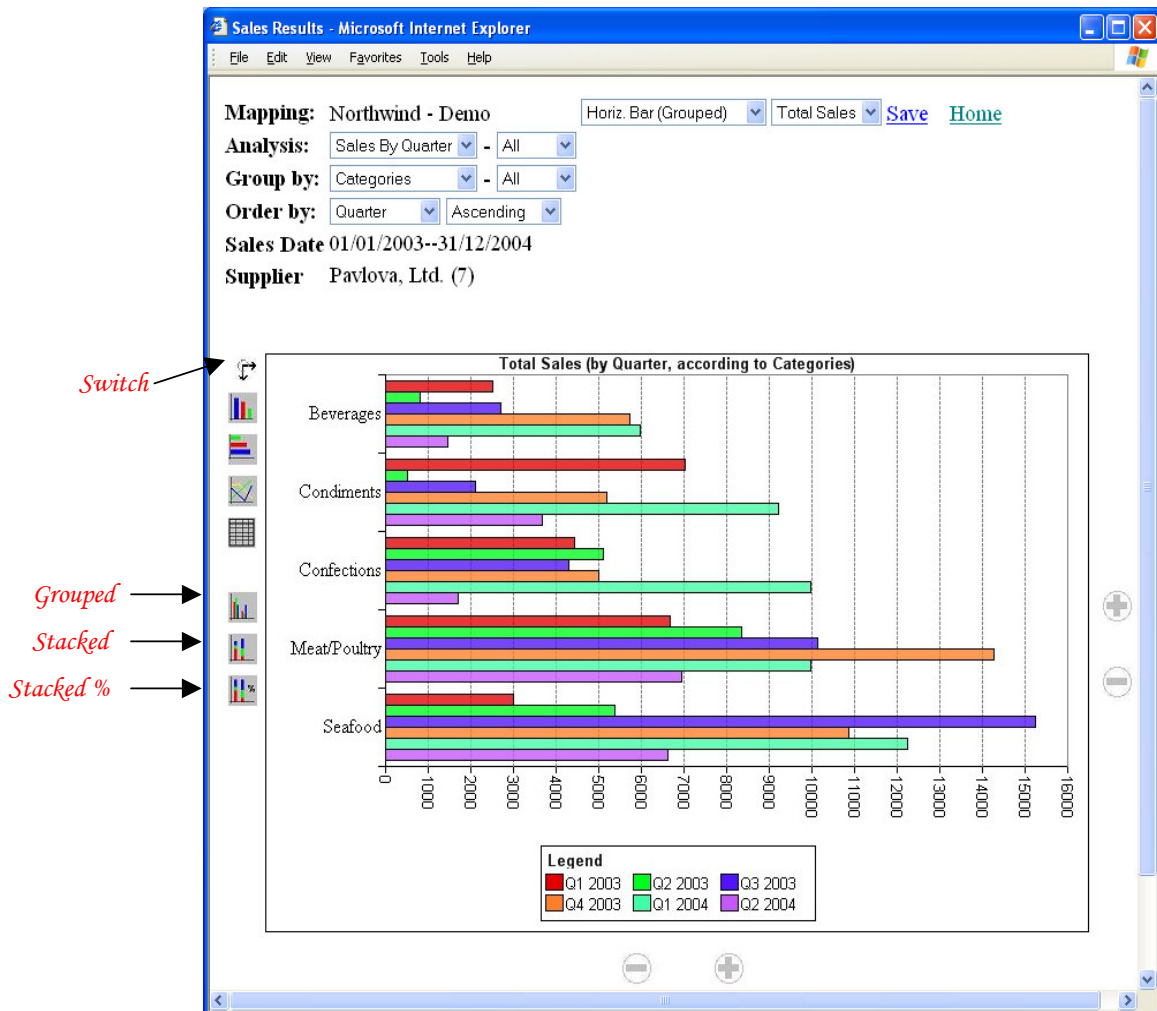 Sales Results - Microsoft Internet Explorer
File Edit View Favorites Tools Help
Mapping: Northwind - Demo Horiz. Bar (Grouped) Total Sales Save Home
Analysis: Sales By Quarter - All
Group by: Categories - All
Order by: Quarter Ascending
Sales Date 01/01/2003--31/12/2004
Supplier Pavlova, Ltd. (7)
Switch
Total Sales (by Quarter, according to Categories)
Beverages
Condiments
Confections
Grouped
Meat/Poultry
Stacked
Stacked %
%
Seafood
0 1000 2000 3000 4000 5000 6000 7000 8000 9000 10000 11000 12000 13000 14000 15000 16000
Legend
Q1 2003 Q2 2003 Q3 2003
Q4 2003 Q1 2004 Q2 2004